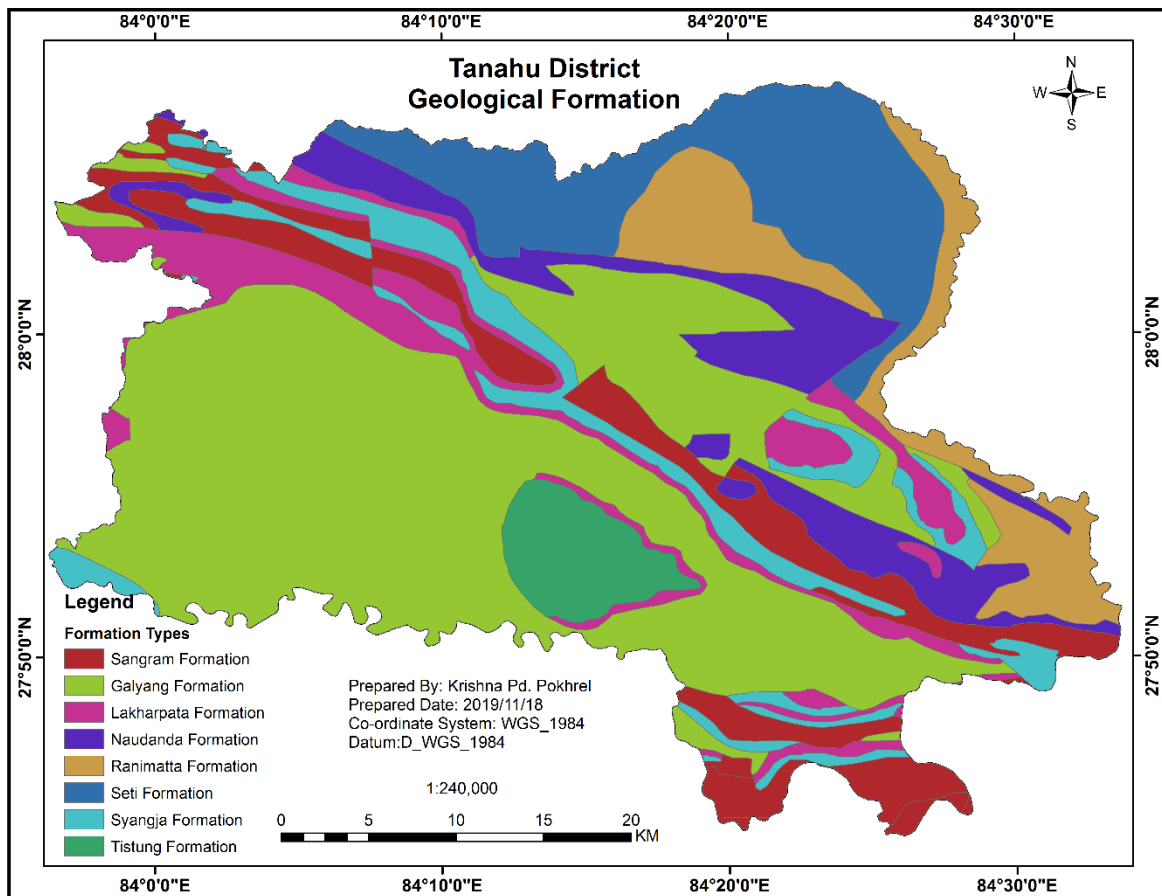 84°0'0"E 84°10'0"E 84°20'0"E 84°30'0"E
Tanahu District
Geological Formation
N
W E
S
28°0'0"N 28°0'0"N
27°50'0"N 27°50'0"N
Legend
Formation Types
Sangram Formation
Galyang Formation
Lakharpata Formation
Naudanda Formation
Ranimatta Formation
Seti Formation
Syangja Formation
Tistung Formation
Prepared By: Krishna Pd. Pokhrel
Prepared Date: 2019/11/18
Co-ordinate System: WGS_1984
Datum:D_WGS_1984
1:240,000
0 5 10 15 20
KM
84°0'0"E 84°10'0"E 84°20'0"E 84°30'0"E